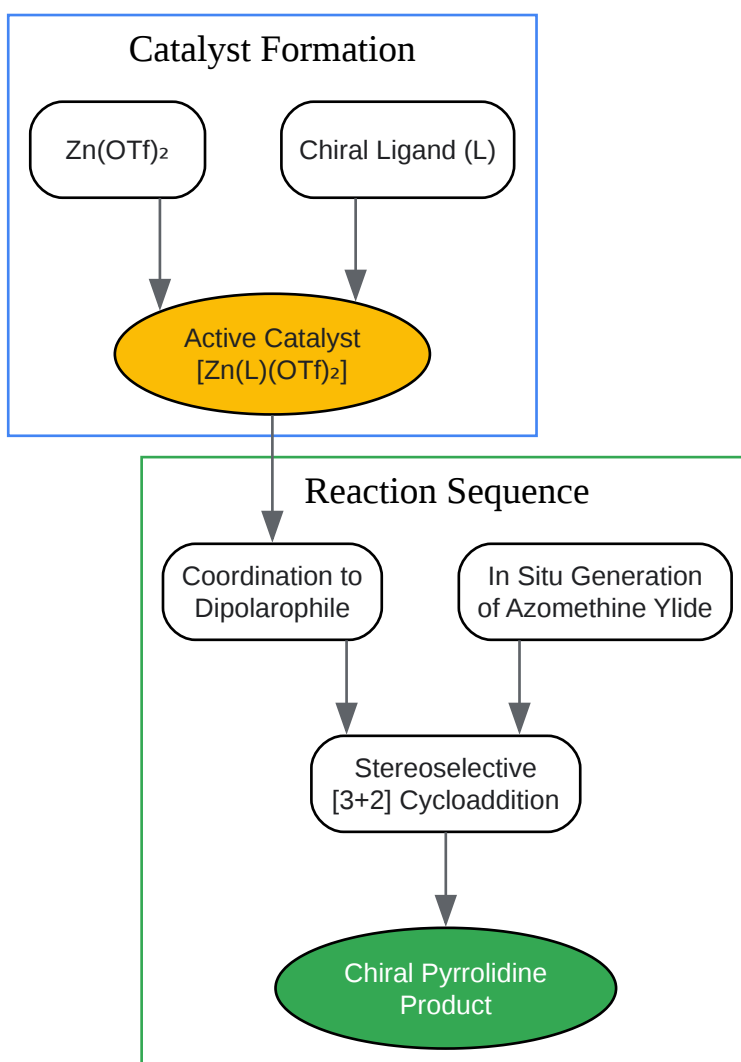 Catalyst Formation
Zn(OTf)₂
Chiral Ligand (L)
Active Catalyst
[Zn(L)(OTf)₂]
Reaction Sequence
Coordination to
Dipolarophile
In Situ Generation
of Azomethine Ylide
Stereoselective
[3+2] Cycloaddition
Chiral Pyrrolidine
Product